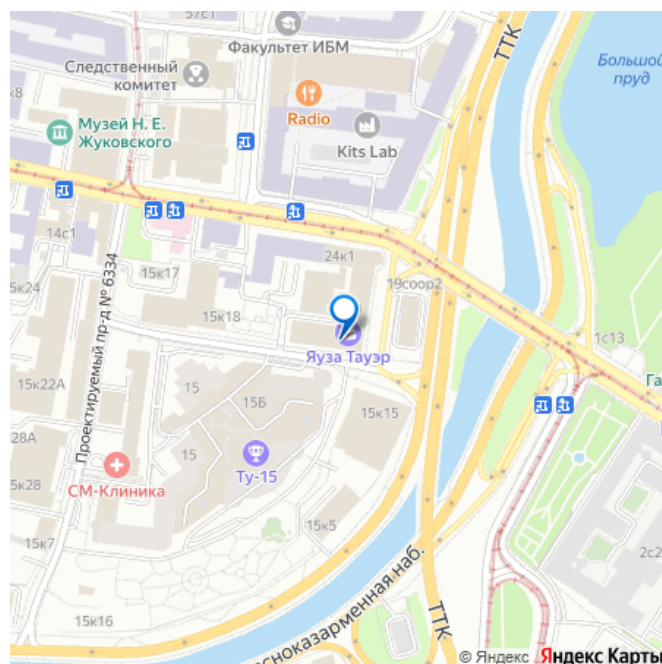 57с1
Факультет ИБМ
ТТК
Следственный
комитет
Большой
пруд
к8
Radio
Музей Н. Е.
Жуковского
Kits Lab
14с1
24к1
15к17
19соор2
15к24
Проектируемый пр-д № 6334
15к18
1с13
Яуза Тауэр
Га
15к22А
15
15Б
15к15
28А
15
Ту-15
15к28
СМ-Клиника
15к5
15к7
2с2
сноказарменная наб.
15к16
ТТК
© Яндекс Яндекс Карты